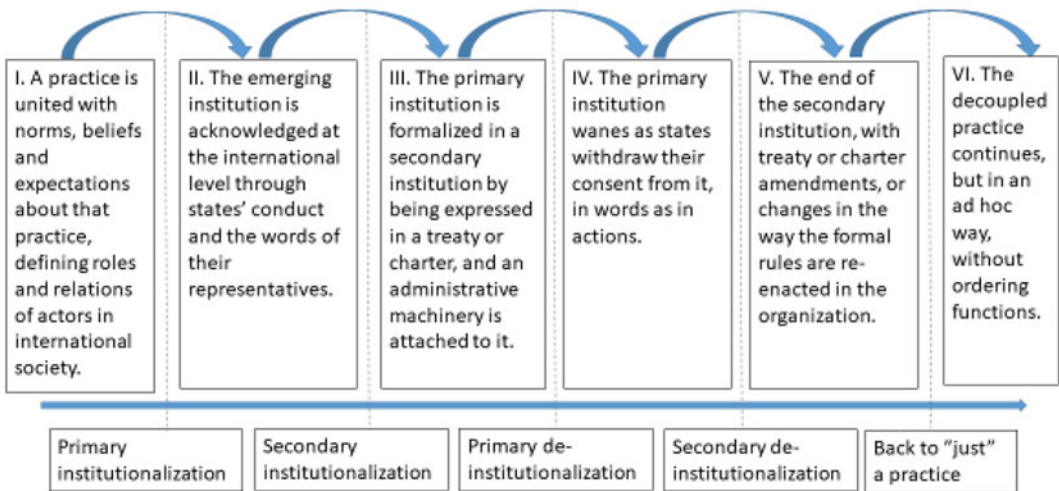 I. A practice is
united with
norms, beliefs
and
expectations
about that
practice,
defining roles
and relations
of actors in
international
society.
II. The emerging
institution is
acknowledged at
the international
level through
states' conduct
and the words of
their
representatives.
III. The primary
institution is
formalized in a
secondary
institution by
being expressed
in a treaty or
charter, and an
administrative
machinery is
attached to it.
IV. The primary
institution
wanes as states
withdraw their
consent from it,
in words as in
actions.
V. The end of
the secondary
institution, with
treaty or charter
amendments, or
changes in the
way the formal
rules are re-
enacted in the
organization.
VI. The
decoupled
practice
continues,
but in an
ad hoc
way,
without
ordering
functions.
Primary
institutionalization
Secondary
institutionalization
Primary de-
institutionalization
Secondary de-
institutionalization
Back to "just"
a practice